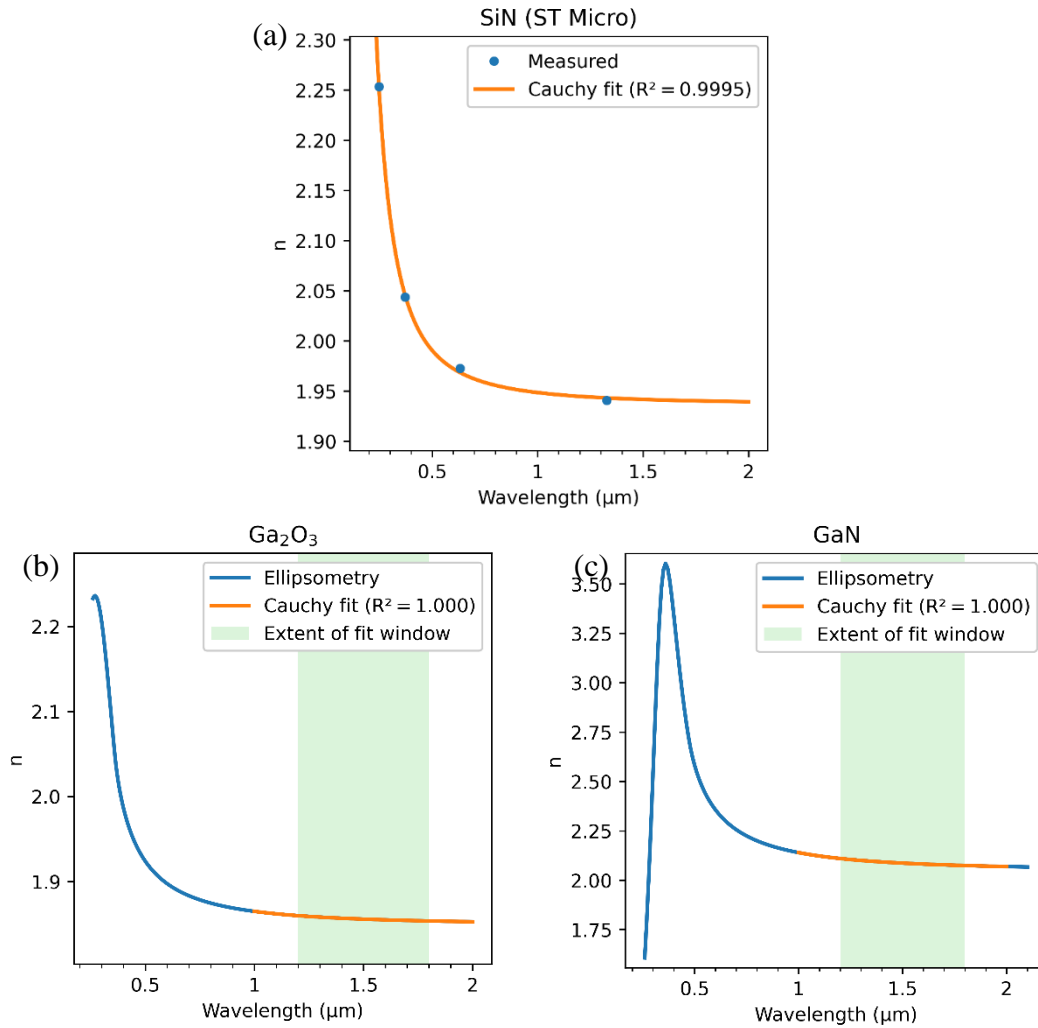 SiN (ST Micro)
(a)
2.30
2.25
2.20
2.15
2.10
2.05
2.00
1.95
1.90
n
Measured
Cauchy fit (R² = 0.9995)
0.5
1
1.5
2
Wavelength (μm)
Ga₂O₃
(b)
2.2
2.1
2.0
1.9
n
Ellipsometry
Cauchy fit (R² = 1.000)
Extent of fit window
0.5
1
1.5
2
Wavelength (μm)
GaN
(c)
3.50
3.25
3.00
2.75
2.50
2.25
2.00
1.75
n
Ellipsometry
Cauchy fit (R² = 1.000)
Extent of fit window
0.5
1
1.5
2
Wavelength (μm)